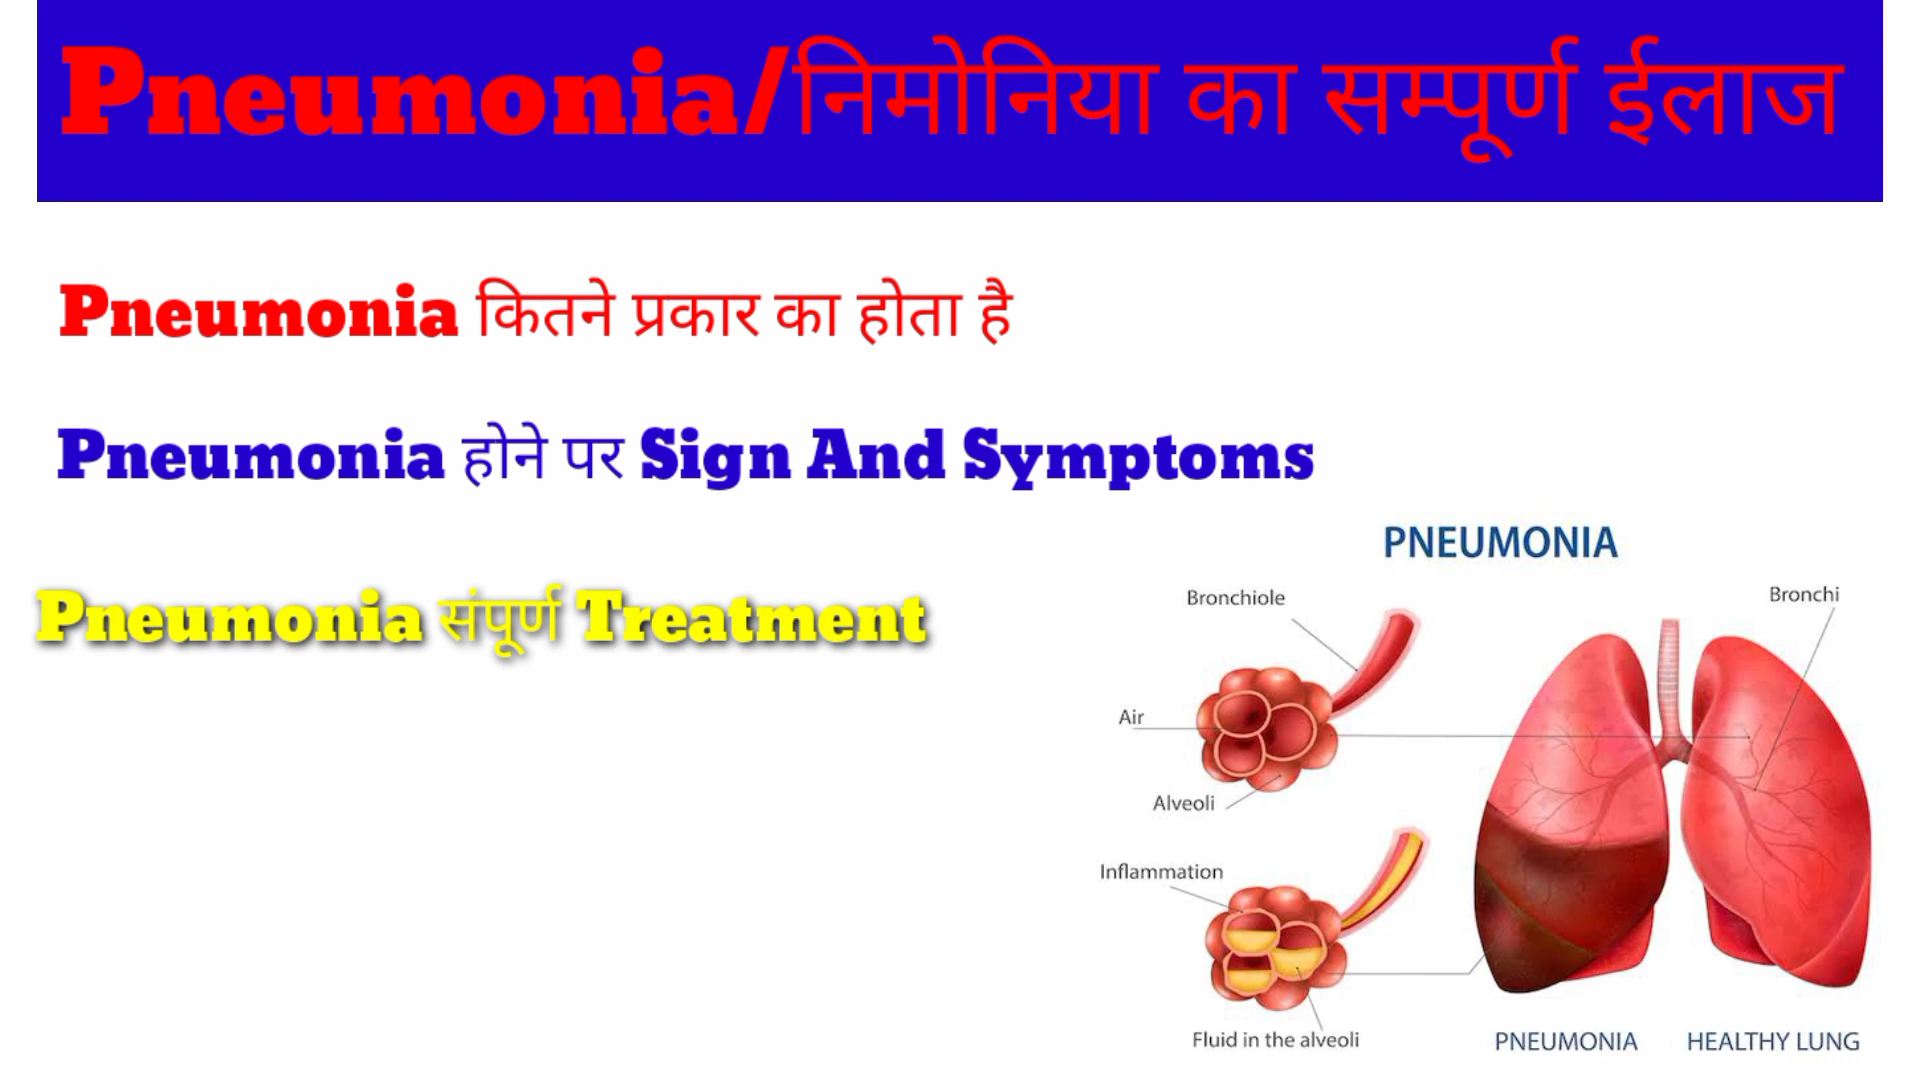 Pneumonia/निमोनिया का सम्पूर्ण ईलाज
Pneumonia कितने प्रकार का होता है
Pneumonia होने पर Sign And Symptoms
Pneumonia संपूर्ण Treatment
PNEUMONIA
Bronchiole
Bronchi
Air
Alveoli
Inflammation
Fluid in the alveoli
PNEUMONIA
HEALTHY LUNG